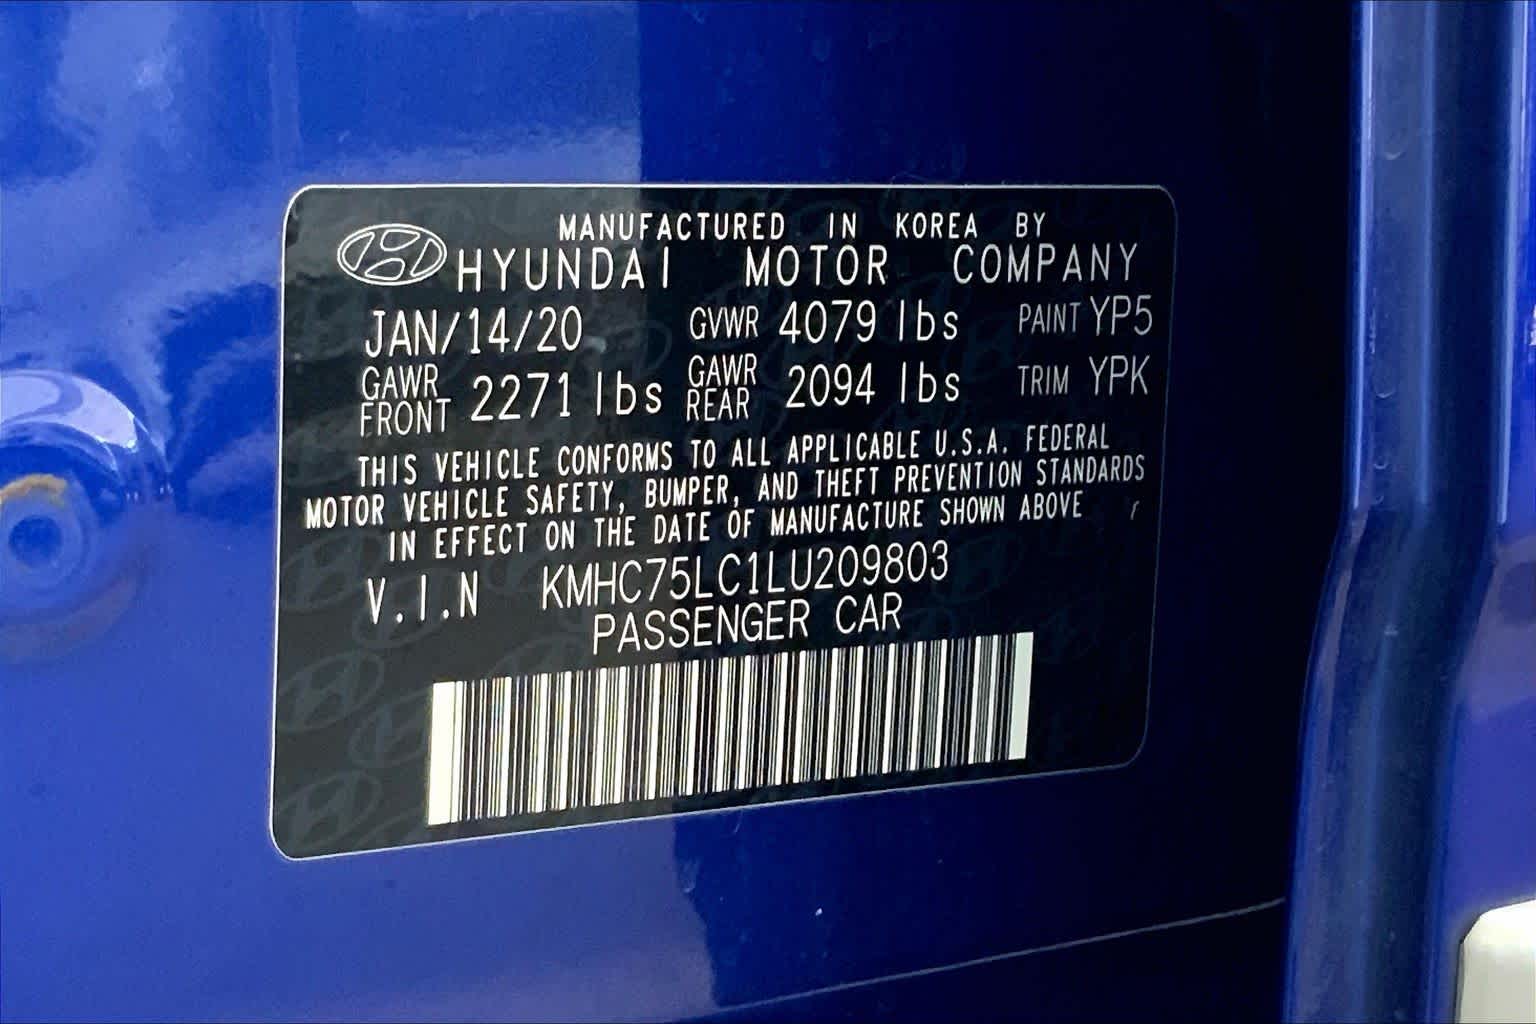 MANUFACTURED IN KOREA BY
HYUNDAI MOTOR COMPANY
JAN/14/20 GVWR 4079 lbs PAINT YP5
GAWR FRONT 2271 lbs GAWR REAR 2094 lbs TRIM YPK
THIS VEHICLE CONFORMS TO ALL APPLICABLE U.S.A. FEDERAL
MOTOR VEHICLE SAFETY, BUMPER, AND THEFT PREVENTION STANDARDS
IN EFFECT ON THE DATE OF MANUFACTURE SHOWN ABOVE
V.I.N KMHC75LC1LU209803
PASSENGER CAR